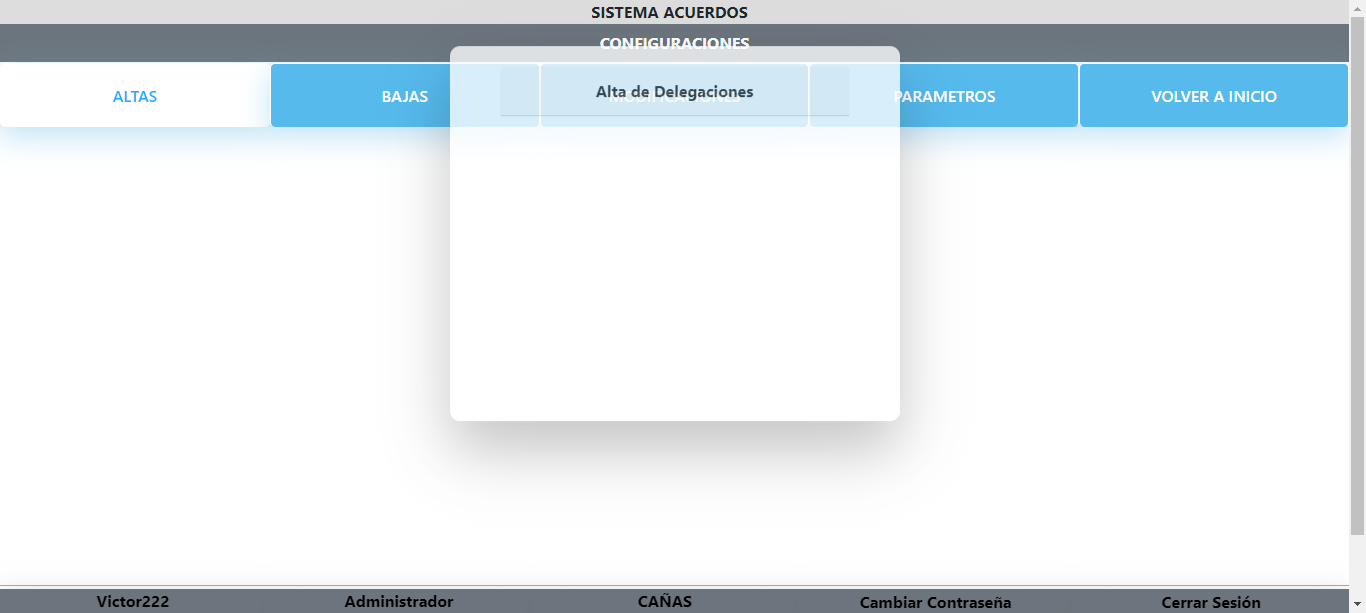 SISTEMA ACUERDOS
CONFIGURACIONES
ALTAS
BAJAS
MODIFICACIONES
PARAMETROS
VOLVER A INICIO
Alta de Delegaciones
Victor222
Administrador
CAÑAS
Cambiar Contraseña
Cerrar Sesión